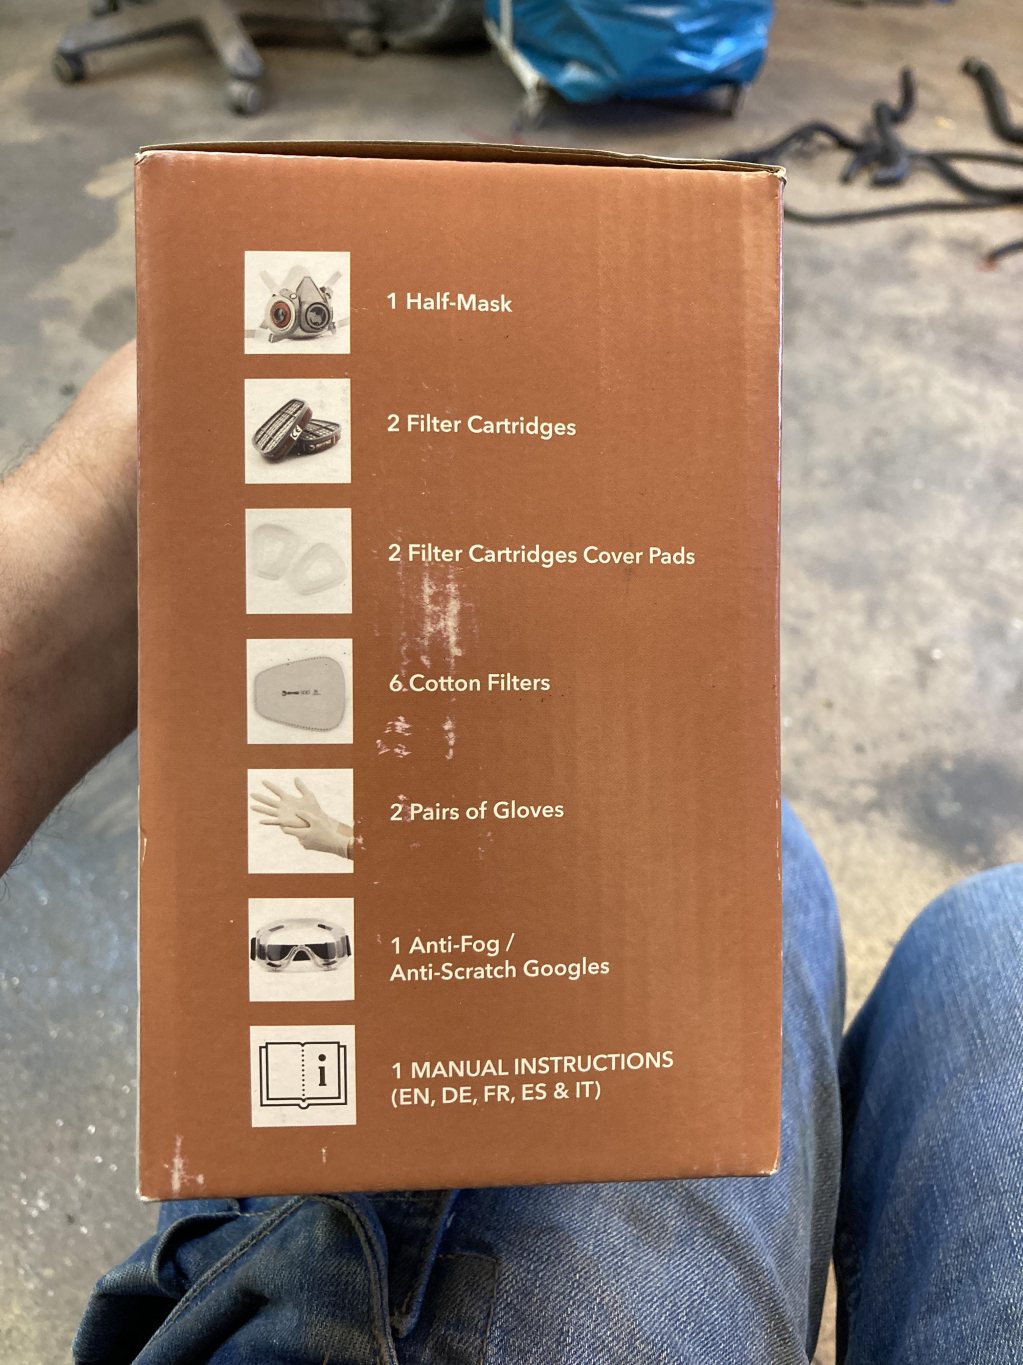 1 Half-Mask
2 Filter Cartridges
2 Filter Cartridges Cover Pads
6 Cotton Filters
2 Pairs of Gloves
1 Anti-Fog /
Anti-Scratch Googles
i
1 MANUAL INSTRUCTIONS
(EN, DE, FR, ES & IT)